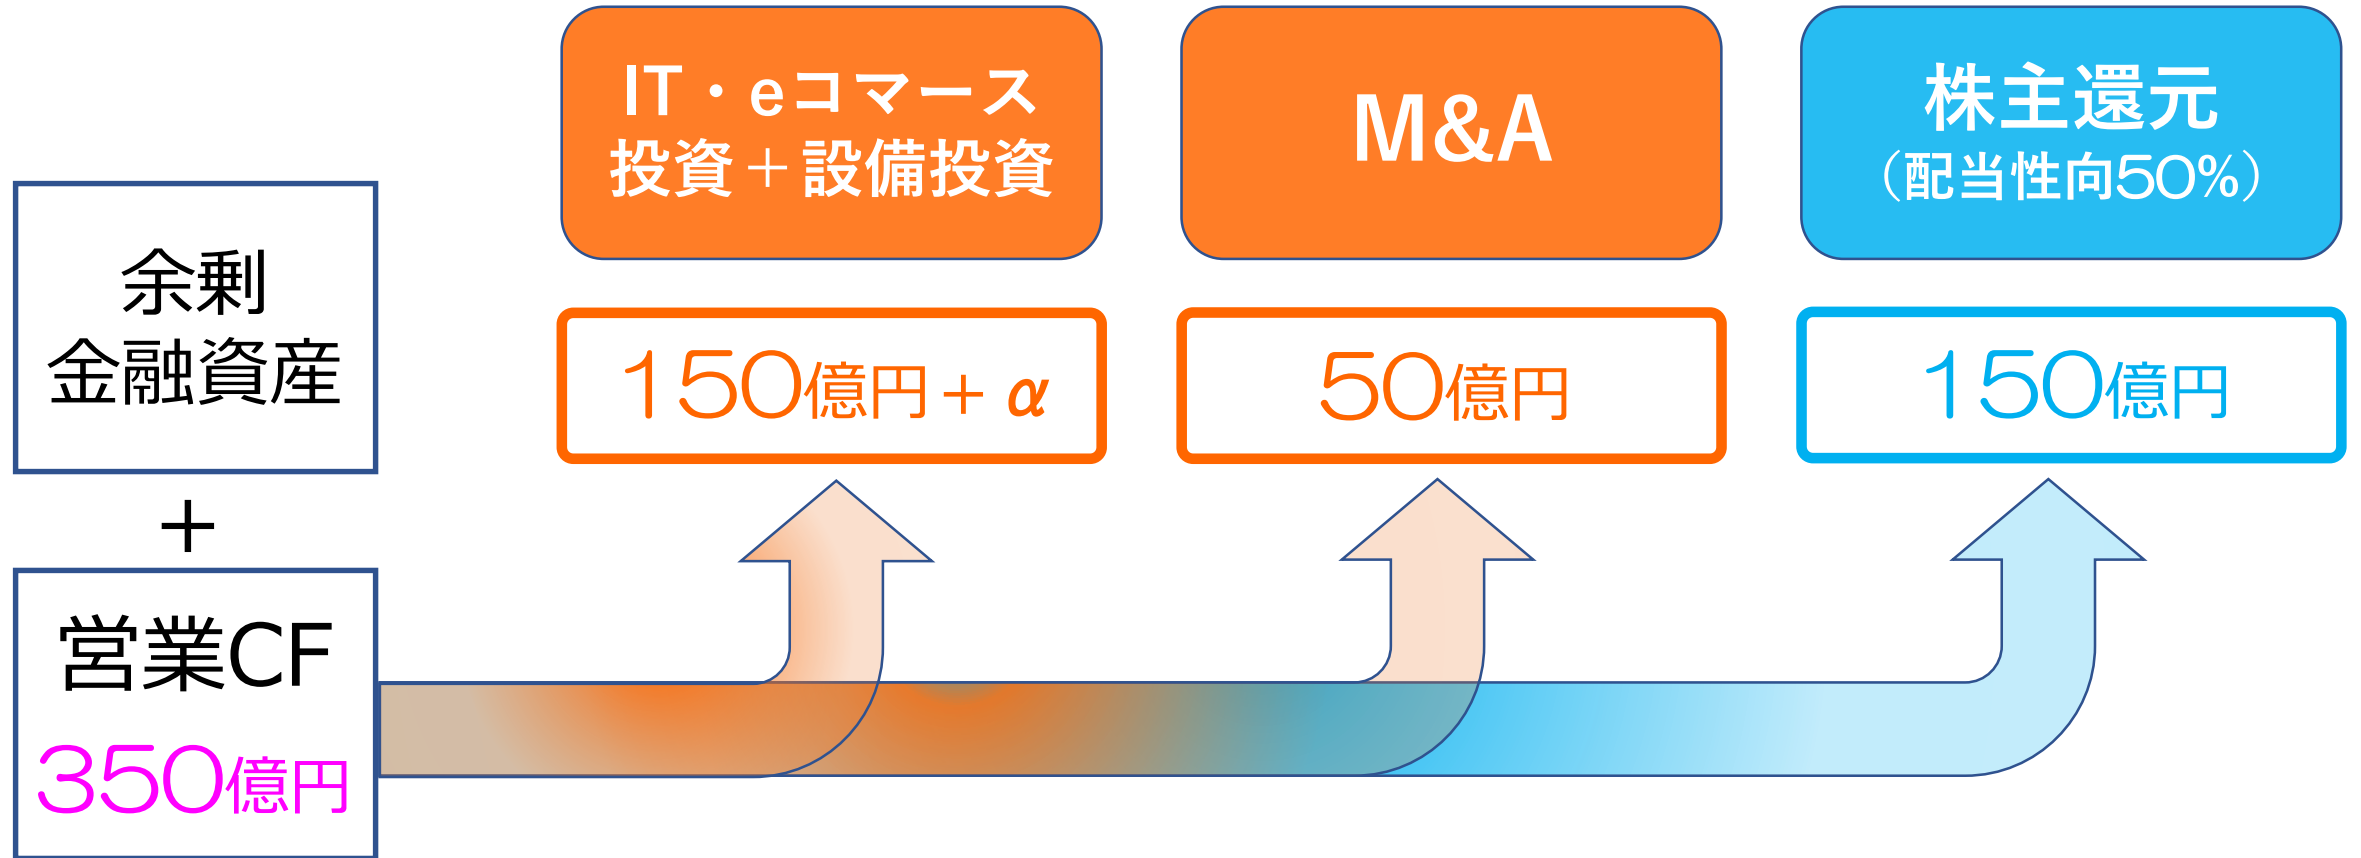 余剰
金融資産
＋
営業CF
350億円
IT・eコマース
投資＋設備投資
150億円＋α
M&A
50億円
株主還元
（配当性向50%）
150億円